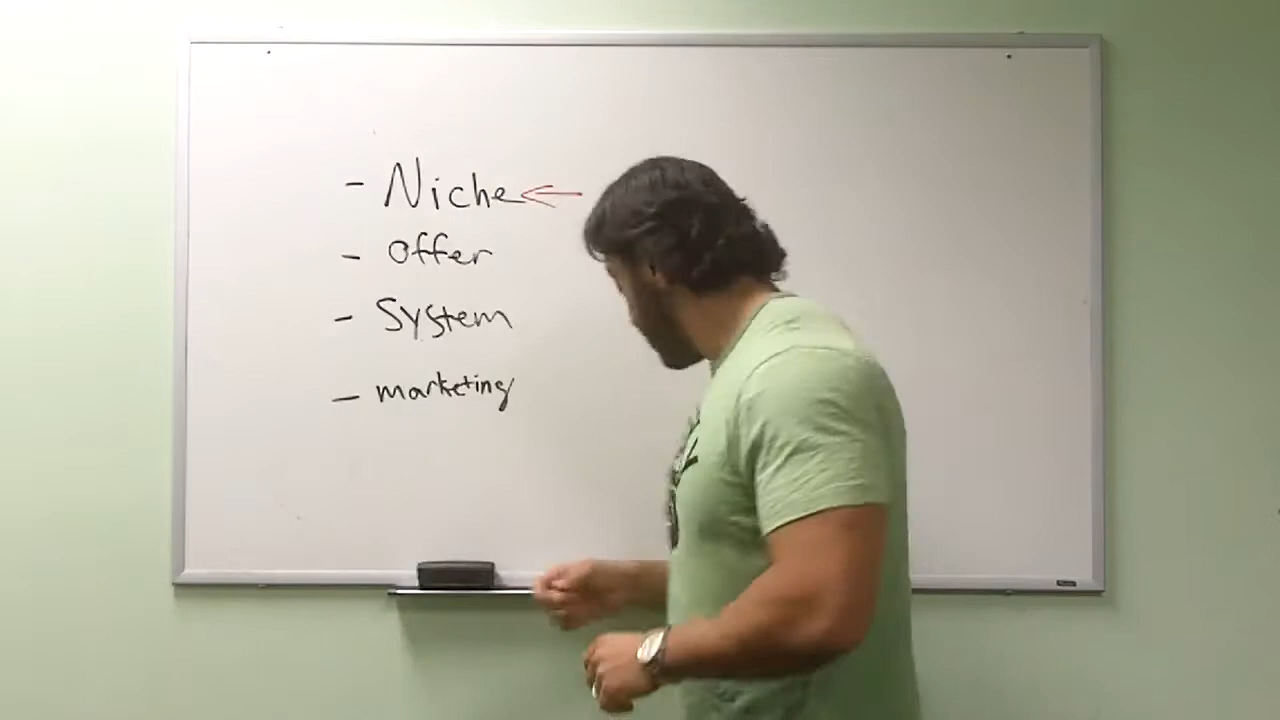 - Niche
- Offer
- System
- marketing